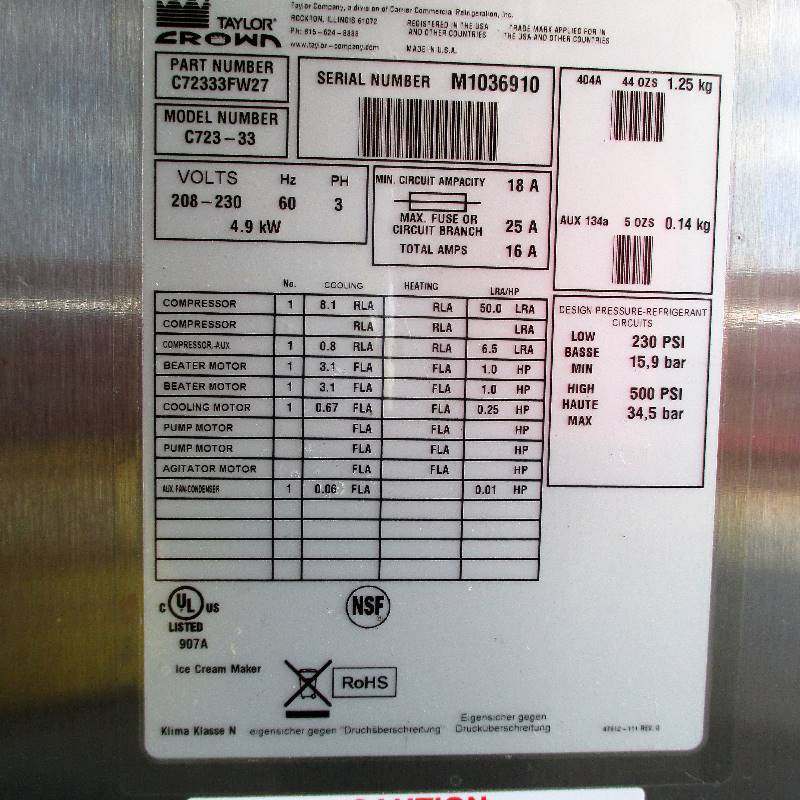 TAYLOR®
CROWN
Taylor Company, a division of Carrier Commercial Refrigeration, Inc.
ROCKTON, ILLINOIS 61072
Ph: 815-624-8333
www.taylor-company.com
REGISTERED IN THE USA
AND OTHER COUNTRIES
MADE IN U.S.A.
TRADE MARK APPLIED FOR IN
THE USA AND OTHER COUNTRIES
PART NUMBER
C72333FW27
MODEL NUMBER
C723-33
SERIAL NUMBER M1036910
404A 44 OZS 1.25 kg
AUX 134a 5 OZS 0.14 kg
VOLTS Hz PH
208-230 60 3
4.9 kW
MIN. CIRCUIT AMPACITY 18 A
MAX. FUSE OR
CIRCUIT BRANCH 25 A
TOTAL AMPS 16 A
No. COOLING HEATING LRA/HP
COMPRESSOR 1 8.1 RLA RLA 50.0 LRA
COMPRESSOR RLA RLA LRA
COMPRESSOR-AUX 1 0.8 RLA RLA 6.5 LRA
BEATER MOTOR 1 3.1 FLA FLA 1.0 HP
BEATER MOTOR 1 3.1 FLA FLA 1.0 HP
COOLING MOTOR 1 0.67 FLA FLA 0.25 HP
PUMP MOTOR FLA FLA HP
PUMP MOTOR FLA FLA HP
AGITATOR MOTOR FLA FLA HP
AUX. FAN-CONDENSER 1 0.06 FLA 0.01 HP
DESIGN PRESSURE-REFRIGERANT
CIRCUITS
LOW
BASSE
MIN
230 PSI
15,9 bar
HIGH
HAUTE
MAX
500 PSI
34,5 bar
C UL US
LISTED
907A
NSF
Ice Cream Maker
RoHS
Klima Klasse N
eigensicher gegen "Druchsberschreitung
Eigensicher gegen
Drucküberschreitung
CAUTION